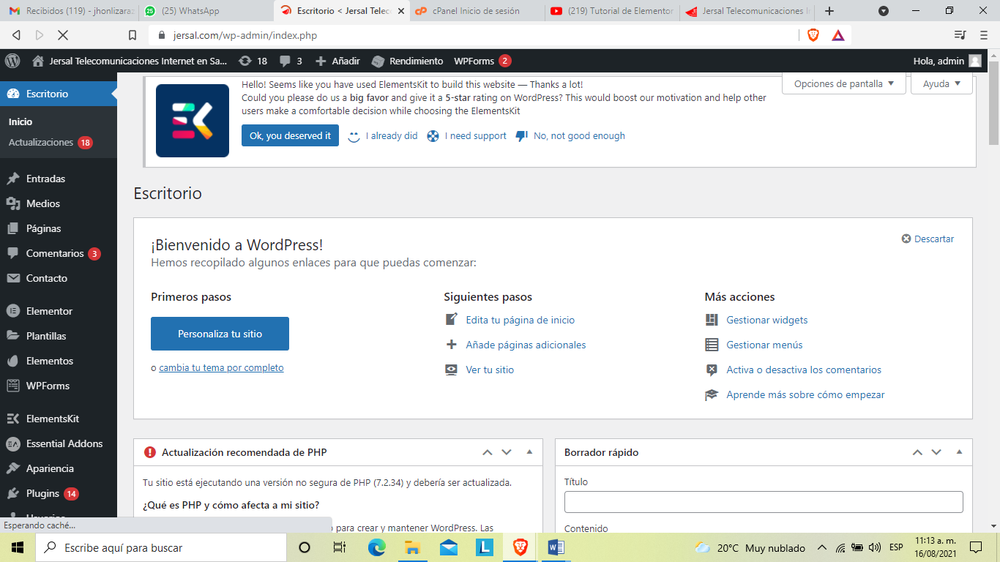 Recibidos (119) - jhonlizaraz
(25) WhatsApp
Escritorio < Jersal Telec
cPanel Inicio de sesión
(219) Tutorial de Elementor
Jersal Telecomunicaciones In
jersal.com/wp-admin/index.php
Jersal Telecomunicaciones Internet en Sa...
18
3
Añadir
Rendimiento
WPForms 2
Hola, admin
Escritorio
Inicio
Actualizaciones 18
Entradas
Medios
Páginas
Comentarios 3
Contacto
Elementor
Plantillas
Elementos
WPForms
ElementsKit
Essential Addons
Apariencia
Plugins 14
Esperando caché...
Opciones de pantalla
Ayuda
Hello! Seems like you have used ElementsKit to build this website — Thanks a lot!
Could you please do us a big favor and give it a 5-star rating on WordPress? This would boost our motivation and help other
users make a comfortable decision while choosing the ElementsKit
Ok, you deserved it
I already did
I need support
No, not good enough
Escritorio
¡Bienvenido a WordPress!
Descartar
Hemos recopilado algunos enlaces para que puedas comenzar:
Primeros pasos
Personaliza tu sitio
o cambia tu tema por completo
Siguientes pasos
Edita tu página de inicio
Añade páginas adicionales
Ver tu sitio
Más acciones
Gestionar widgets
Gestionar menús
Activa o desactiva los comentarios
Aprende más sobre cómo empezar
Actualización recomendada de PHP
Tu sitio está ejecutando una versión no segura de PHP (7.2.34) y debería ser actualizada.
¿Qué es PHP y cómo afecta a mi sitio?
para crear y mantener WordPress. Las
Borrador rápido
Título
Contenido
Escribe aquí para buscar
20°C Muy nublado
ESP
11:13 a. m.
16/08/2021